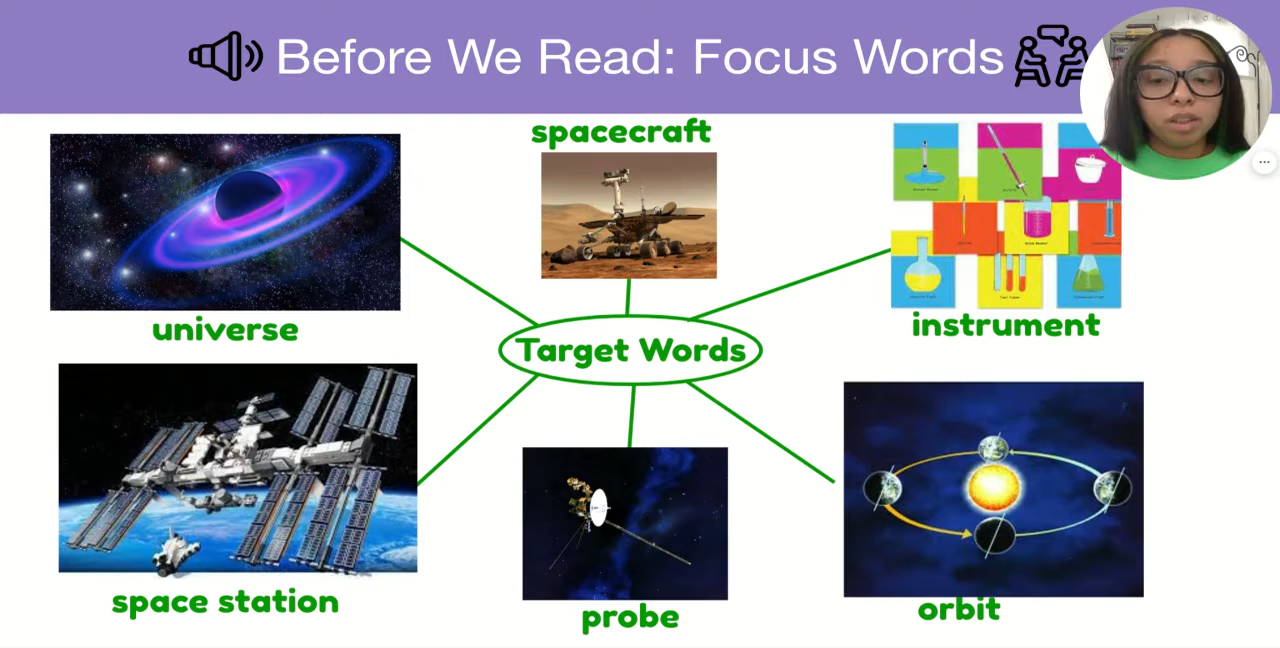 Before We Read: Focus Words
spacecraft
universe
instrument
Target Words
space station
probe
orbit